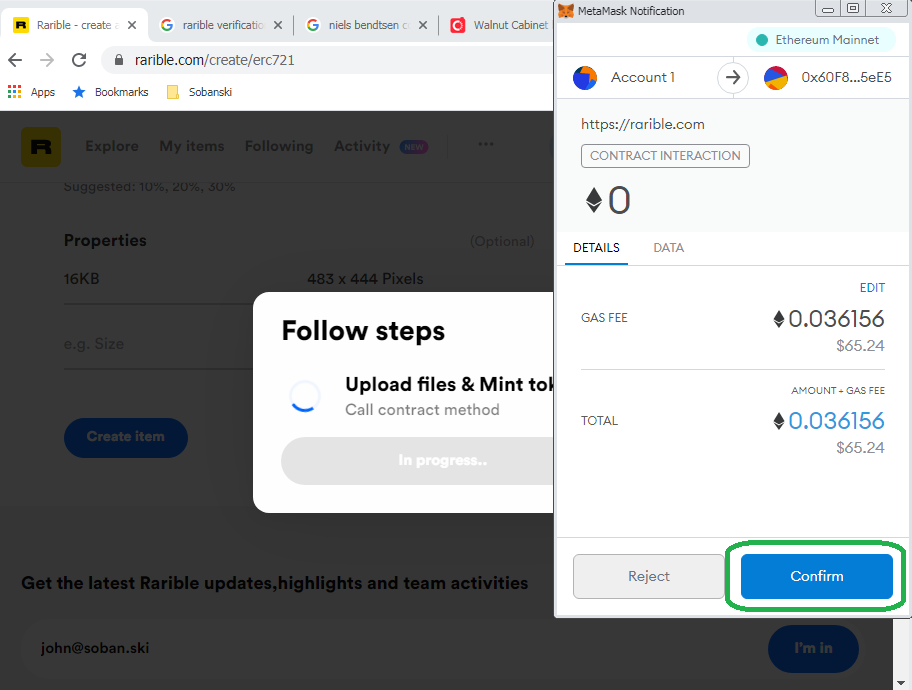 Rarible - create a
rarible verificatio
niels bendtsen c
Walnut Cabinet
rarible.com/create/erc721
Apps
Bookmarks
Sobanski
R
Explore
My items
Following
Activity
NEW
Suggested: 10%, 20%, 30%
Properties
(Optional)
16KB
483 x 444 Pixels
e.g. Size
Create item
Follow steps
Upload files & Mint tok
Call contract method
In progress..
Get the latest Rarible updates,highlights and team activities
john@soban.ski
I'm in
MetaMask Notification
Ethereum Mainnet
Account 1
0x60F8...5eE5
https://rarible.com
CONTRACT INTERACTION
0
DETAILS
DATA
EDIT
GAS FEE
0.036156
$65.24
AMOUNT + GAS FEE
TOTAL
0.036156
$65.24
Reject
Confirm